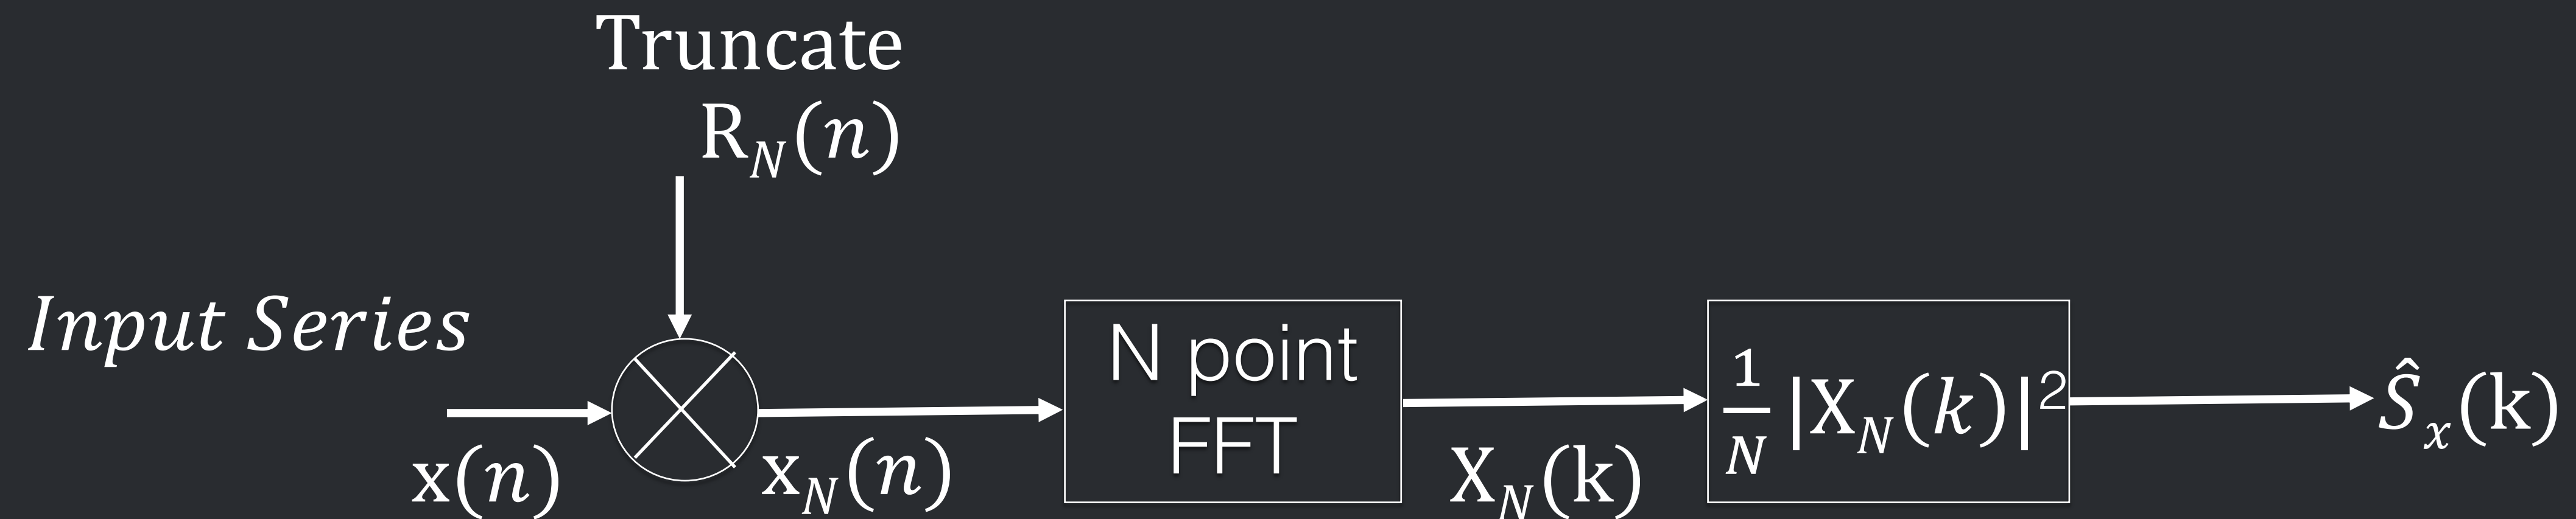 Truncate
R_N(n)
Input Series
x(n)
x_N(n)
N point
FFT
X_N(k)
1/N |X_N(k)|²
Ŝ_x(k)